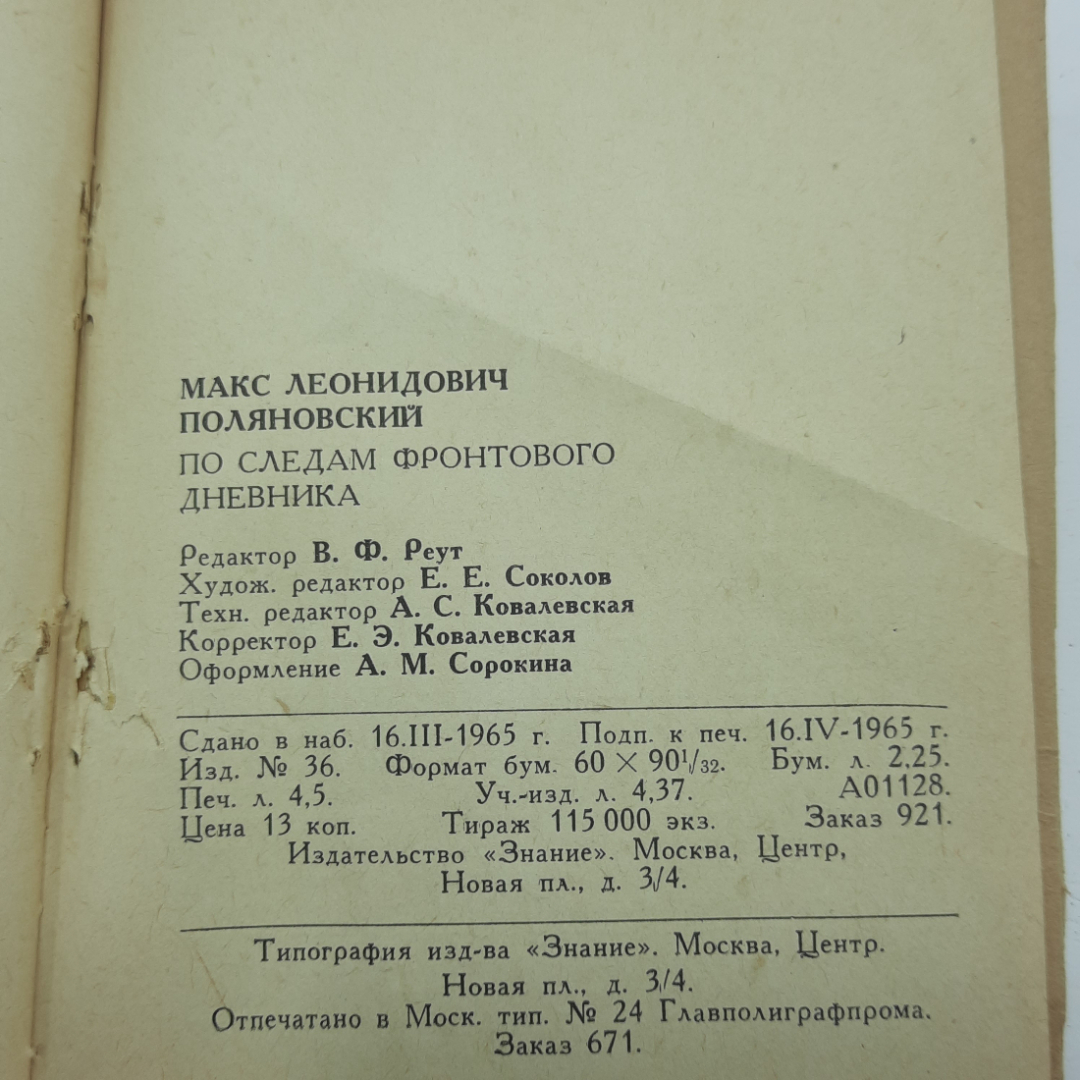 МАКС ЛЕОНИДОВИЧ
ПОЛЯНОВСКИЙ
ПО СЛЕДАМ ФРОНТОВОГО
ДНЕВНИКА
Редактор В. Ф. Реут
Худож. редактор Е. Е. Соколов
Техн. редактор А. С. Ковалевская
Корректор Е. Э. Ковалевская
Оформление А. М. Сорокина
Сдано в наб. 16.III-1965 г. Подп. к печ. 16.IV-1965 г.
Изд. № 36. Формат бум. 60 × 90¹/₃₂. Бум. л. 2,25.
Печ. л. 4,5. Уч.-изд. л. 4,37. А01128.
Цена 13 коп. Тираж 115 000 экз. Заказ 921.
Издательство «Знание». Москва, Центр,
Новая пл., д. 3/4.
Типография изд-ва «Знание». Москва, Центр.
Новая пл., д. 3/4.
Отпечатано в Моск. тип. № 24 Главполиграфпрома.
Заказ 671.